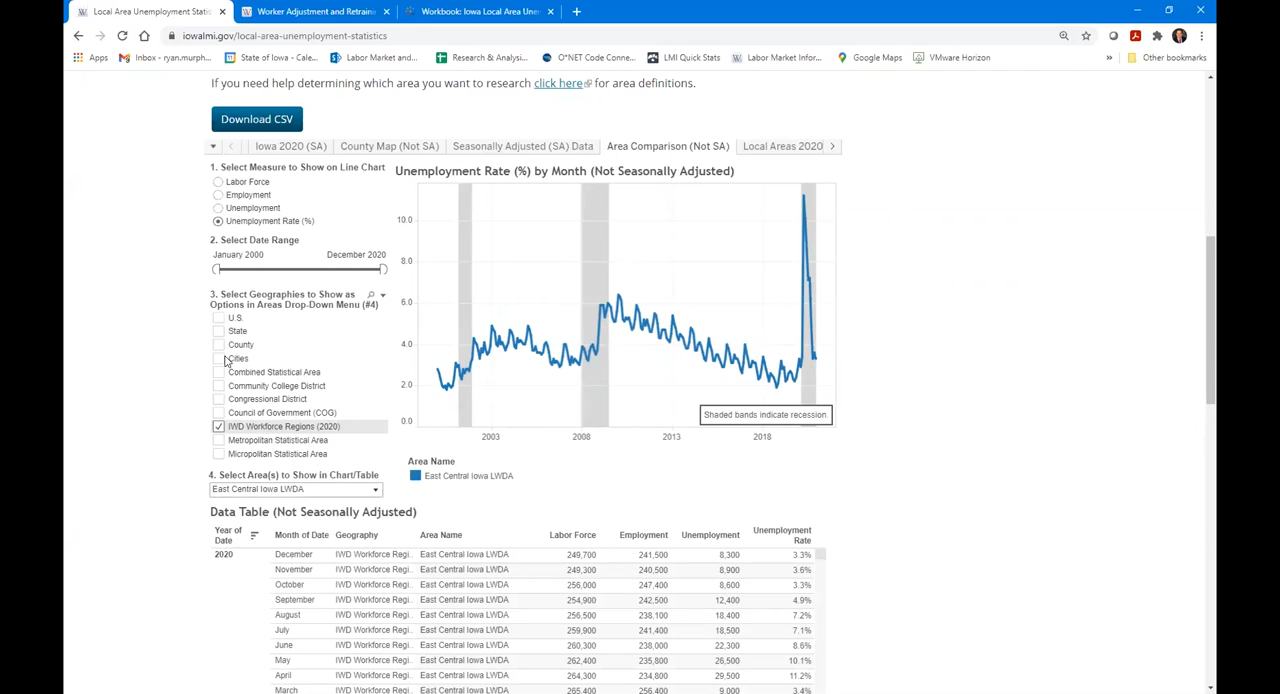 Local Area Unemployment Statis
Worker Adjustment and Retraine
Workbook: Iowa Local Area Une
iowalmi.gov/local-area-unemployment-statistics
Apps
Inbox - ryan.murph...
State of Iowa - Cale...
Labor Market and...
Research & Analysi...
O*NET Code Conne...
LMI Quick Stats
Labor Market Infor...
Google Maps
VMware Horizon
»
Other bookmarks
If you need help determining which area you want to research click here for area definitions.
Download CSV
Iowa 2020 (SA)
County Map (Not SA)
Seasonally Adjusted (SA) Data
Area Comparison (Not SA)
Local Areas 2020
1. Select Measure to Show on Line Chart
Labor Force
Employment
Unemployment
Unemployment Rate (%)
2. Select Date Range
January 2000
December 2020
3. Select Geographies to Show as
Options in Areas Drop-Down Menu (#4)
U.S.
State
County
Cities
Combined Statistical Area
Community College District
Congressional District
Council of Government (COG)
IWD Workforce Regions (2020)
Metropolitan Statistical Area
Micropolitan Statistical Area
4. Select Area(s) to Show in Chart/Table
East Central Iowa LWDA
Unemployment Rate (%) by Month (Not Seasonally Adjusted)
10.0
8.0
6.0
4.0
2.0
0.0
2003
2008
2013
2018
Shaded bands indicate recession.
Area Name
East Central Iowa LWDA
Data Table (Not Seasonally Adjusted)
Year of Date Month of Date Geography Area Name Labor Force Employment Unemployment Unemployment Rate
2020 December IWD Workforce Regi.. East Central Iowa LWDA 249,700 241,500 8,300 3.3%
November IWD Workforce Regi.. East Central Iowa LWDA 249,300 240,500 8,900 3.6%
October IWD Workforce Regi.. East Central Iowa LWDA 256,000 247,400 8,600 3.3%
September IWD Workforce Regi.. East Central Iowa LWDA 254,900 242,500 12,400 4.9%
August IWD Workforce Regi.. East Central Iowa LWDA 256,500 238,100 18,400 7.2%
July IWD Workforce Regi.. East Central Iowa LWDA 259,900 241,400 18,500 7.1%
June IWD Workforce Regi.. East Central Iowa LWDA 260,300 238,000 22,300 8.6%
May IWD Workforce Regi.. East Central Iowa LWDA 262,400 235,800 26,500 10.1%
April IWD Workforce Regi.. East Central Iowa LWDA 264,300 234,800 29,500 11.2%
March IWD Workforce Regi.. East Central Iowa LWDA 265,400 256,400 9,000 3.4%